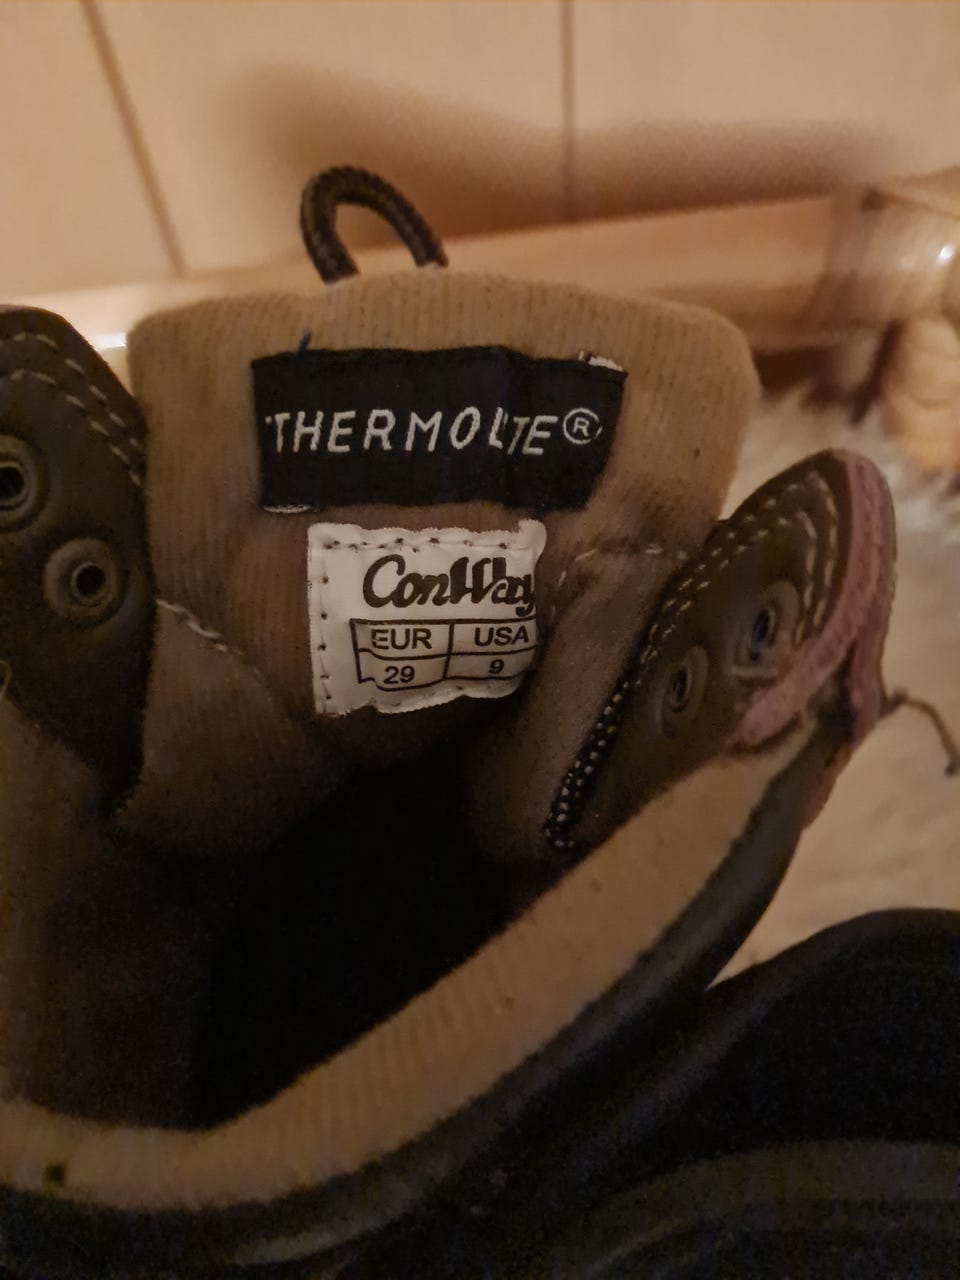 THERMOLITE®
ConWay
EUR USA
29 9